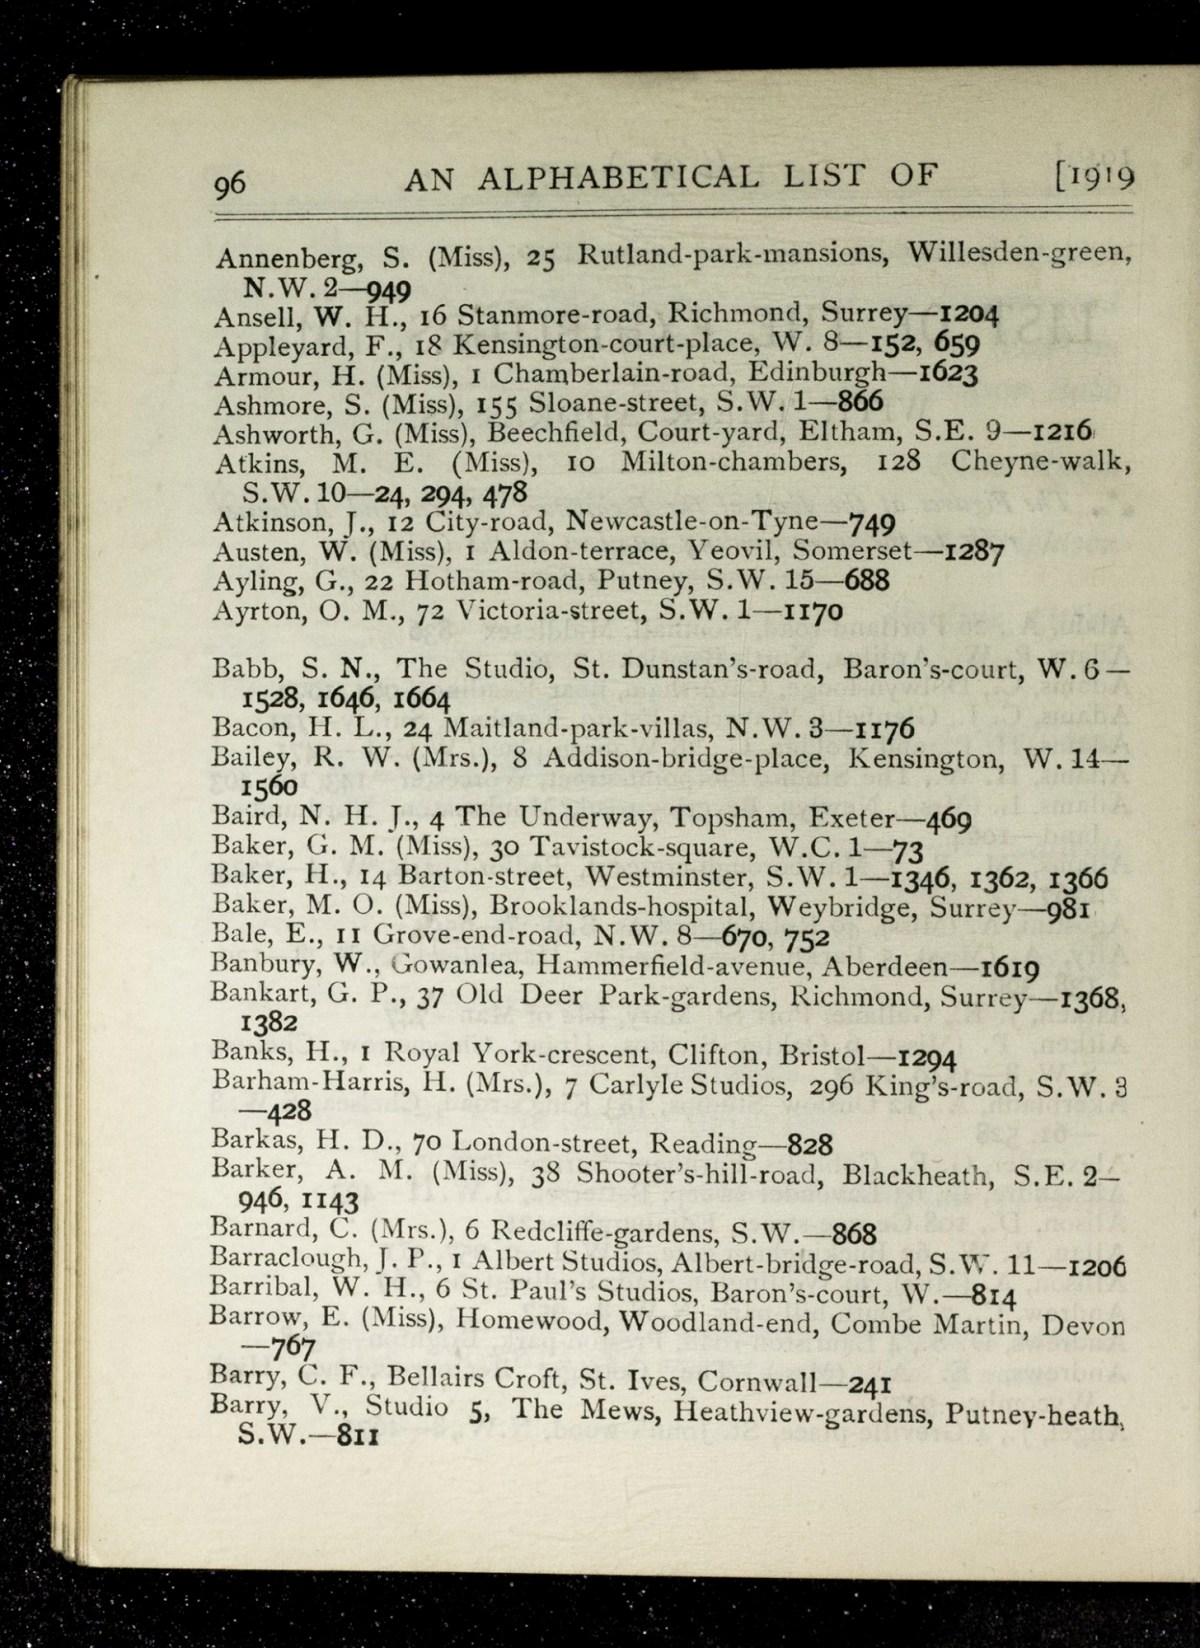 96 AN ALPHABETICAL LIST OF [1919
Annenberg, S. (Miss), 25 Rutland-park-mansions, Willesden-green,
N.W. 2—949
Ansell, W. H., 16 Stanmore-road, Richmond, Surrey—1204
Appleyard, F., 18 Kensington-court-place, W. 8—152, 659
Armour, H. (Miss), 1 Chamberlain-road, Edinburgh—1623
Ashmore, S. (Miss), 155 Sloane-street, S.W. 1—866
Ashworth, G. (Miss), Beechfield, Court-yard, Eltham, S.E. 9—1216
Atkins, M. E. (Miss), 10 Milton-chambers, 128 Cheyne-walk,
S.W. 10—24, 294, 478
Atkinson, J., 12 City-road, Newcastle-on-Tyne—749
Austen, W. (Miss), 1 Aldon-terrace, Yeovil, Somerset—1287
Ayling, G., 22 Hotham-road, Putney, S.W. 15—688
Ayrton, O. M., 72 Victoria-street, S.W. 1—1170
Babb, S. N., The Studio, St. Dunstan's-road, Baron's-court, W. 6—
1528, 1646, 1664
Bacon, H. L., 24 Maitland-park-villas, N.W. 3—1176
Bailey, R. W. (Mrs.), 8 Addison-bridge-place, Kensington, W. 14—
1560
Baird, N. H. J., 4 The Underway, Topsham, Exeter—469
Baker, G. M. (Miss), 30 Tavistock-square, W.C. 1—73
Baker, H., 14 Barton-street, Westminster, S.W. 1—1346, 1362, 1366
Baker, M. O. (Miss), Brooklands-hospital, Weybridge, Surrey—981
Bale, E., 11 Grove-end-road, N.W. 8—670, 752
Banbury, W., Gowanlea, Hammerfield-avenue, Aberdeen—1619
Bankart, G. P., 37 Old Deer Park-gardens, Richmond, Surrey—1368,
1382
Banks, H., 1 Royal York-crescent, Clifton, Bristol—1294
Barham-Harris, H. (Mrs.), 7 Carlyle Studios, 296 King's-road, S.W. 3
—428
Barkas, H. D., 70 London-street, Reading—828
Barker, A. M. (Miss), 38 Shooter's-hill-road, Blackheath, S.E. 2—
946, 1143
Barnard, C. (Mrs.), 6 Redcliffe-gardens, S.W.—868
Barraclough, J. P., 1 Albert Studios, Albert-bridge-road, S.W. 11—1206
Barribal, W. H., 6 St. Paul's Studios, Baron's-court, W.—814
Barrow, E. (Miss), Homewood, Woodland-end, Combe Martin, Devon
—767
Barry, C. F., Bellairs Croft, St. Ives, Cornwall—241
Barry, V., Studio 5, The Mews, Heathview-gardens, Putney-heath,
S.W.—811